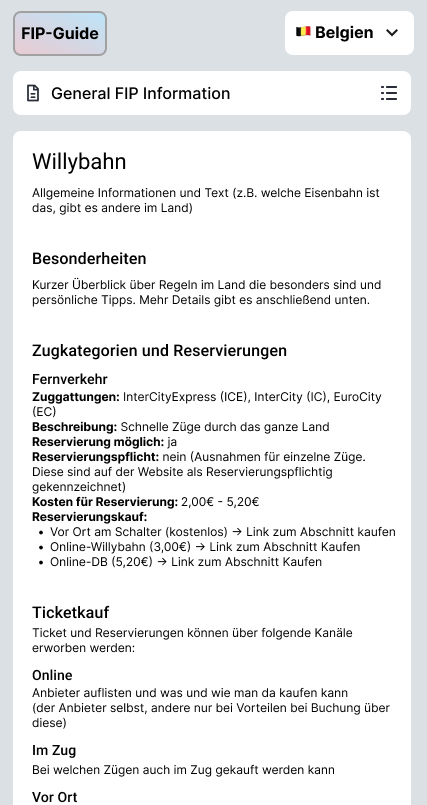 FIP-Guide
Belgien
General FIP Information
Willybahn
Allgemeine Informationen und Text (z.B. welche Eisenbahn ist
das, gibt es andere im Land)
Besonderheiten
Kurzer Überblick über Regeln im Land die besonders sind und
persönliche Tipps. Mehr Details gibt es anschließend unten.
Zugkategorien und Reservierungen
Fernverkehr
Zuggattungen: InterCityExpress (ICE), InterCity (IC), EuroCity
(EC)
Beschreibung: Schnelle Züge durch das ganze Land
Reservierung möglich: ja
Reservierungspflicht: nein (Ausnahmen für einzelne Züge.
Diese sind auf der Website als Reservierungspflichtig
gekennzeichnet)
Kosten für Reservierung: 2,00€ - 5,20€
Reservierungskauf:
• Vor Ort am Schalter (kostenlos) → Link zum Abschnitt kaufen
• Online-Willybahn (3,00€) → Link zum Abschnitt Kaufen
• Online-DB (5,20€) → Link zum Abschnitt Kaufen
Ticketkauf
Ticket und Reservierungen können über folgende Kanäle
erworben werden:
Online
Anbieter auflisten und was und wie man da kaufen kann
(der Anbieter selbst, andere nur bei Vorteilen bei Buchung über
diese)
Im Zug
Bei welchen Zügen auch im Zug gekauft werden kann
Vor Ort